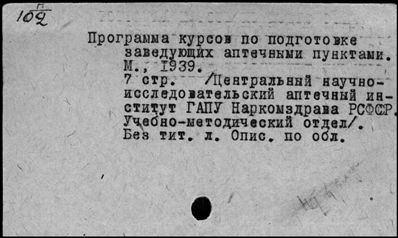 Н
102
Программа курсов по подготовке
заведующих аптечными пунктами.
М., 1939.
7 стр. /Центральный научно-
исследовательский аптечный ин-
ститут ГАПУ Наркомздрава РСФСР.
Учебно-методический отдел/.
Без тит. л. Опис. по обл.